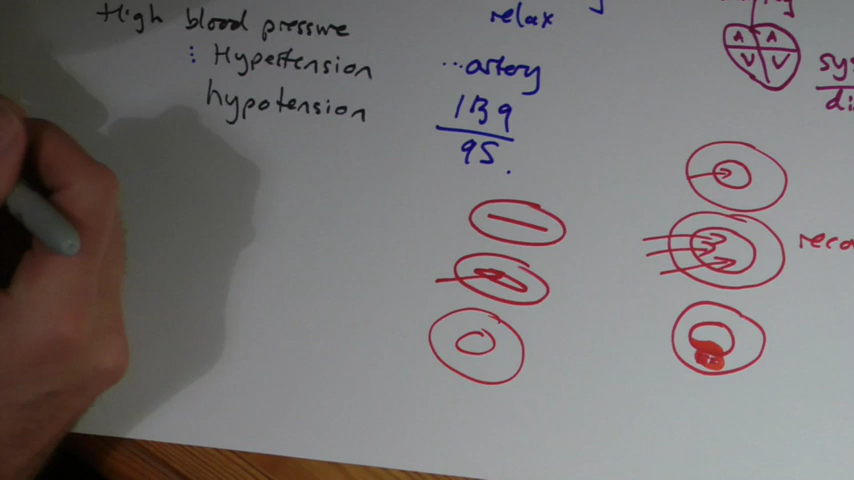 High blood pressure
: Hypertension
hypotension
relax
...artery
139
95.
A A
V V